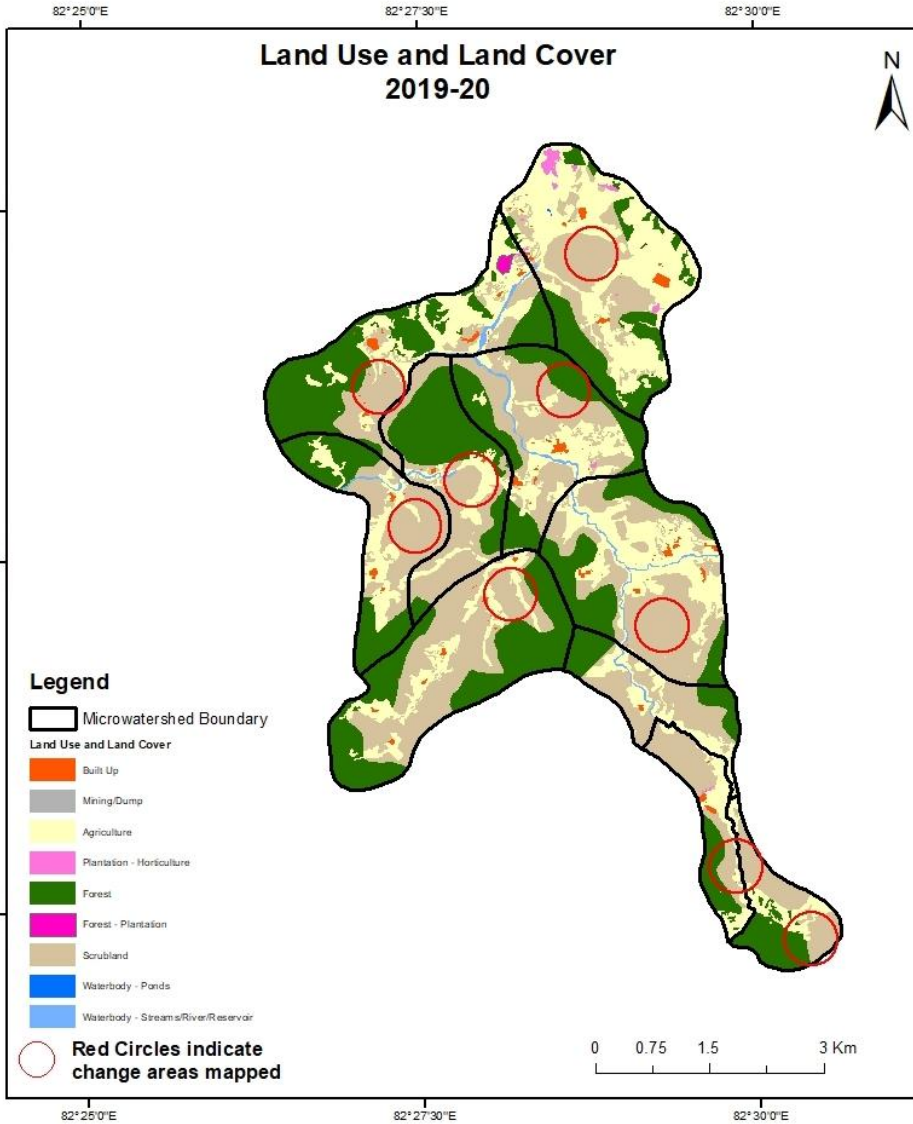 82°25'0"E 82°27'30"E 82°30'0"E
Land Use and Land Cover
2019-20
N
Legend
Microwatershed Boundary
Land Use and Land Cover
Built Up
Mining/Dump
Agriculture
Plantation - Horticulture
Forest
Forest - Plantation
Scrubland
Waterbody - Ponds
Waterbody - Streams/River/Reservoir
Red Circles indicate
change areas mapped
0 0.75 1.5 3 Km
82°25'0"E 82°27'30"E 82°30'0"E